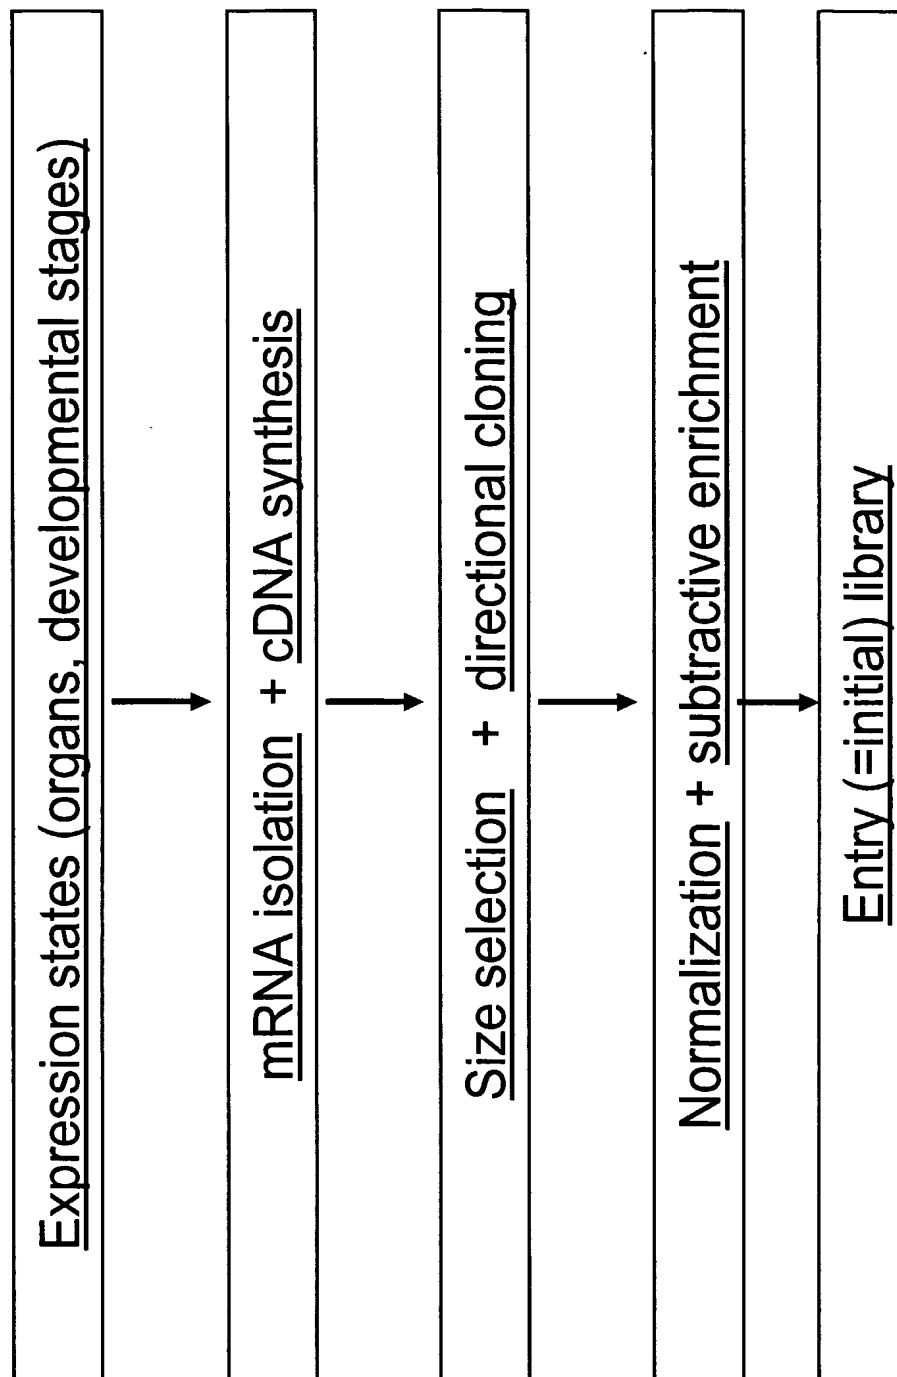 Expression states (organs, developmental stages)
mRNA isolation + cDNA synthesis
Size selection + directional cloning
Normalization + subtractive enrichment
Entry (=initial) library